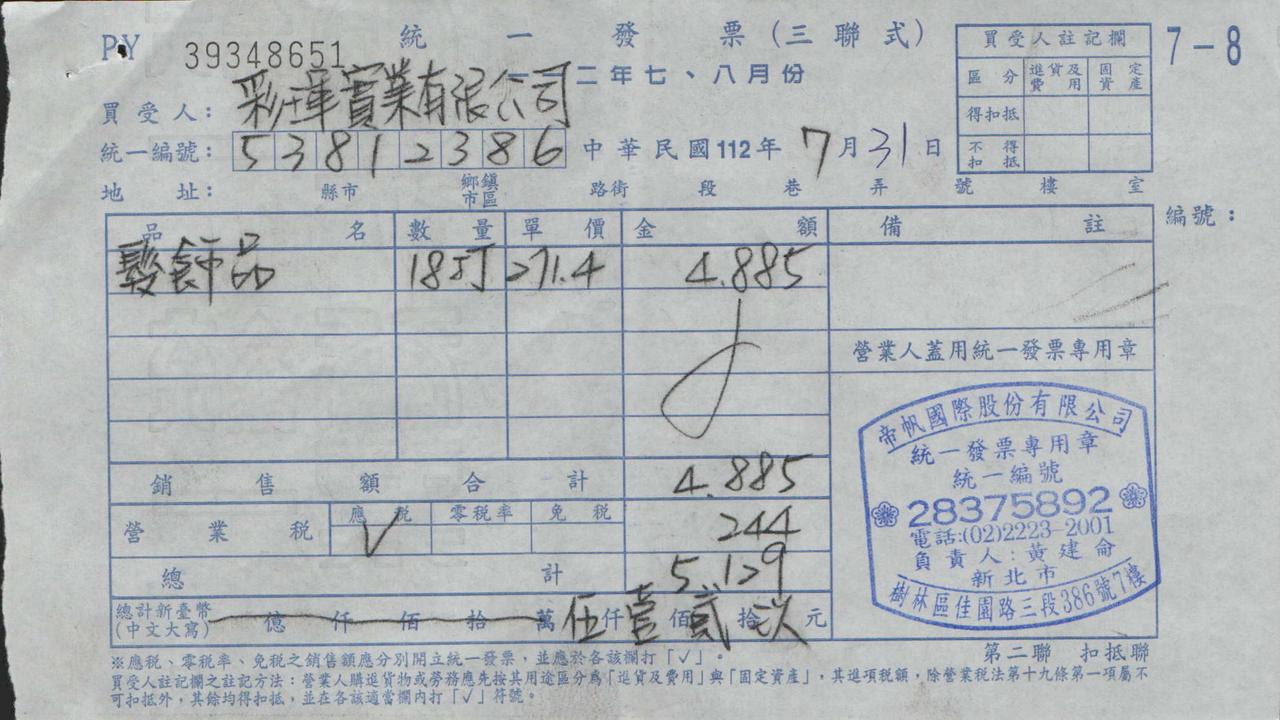 PY 39348651 統一發票(三聯式) 7-8
一二年七、八月份
買受人註記欄
區分 進貨及費用 固定資產
得扣抵
不得扣抵
買受人: 彩琿實業有限公司
統一編號: 53812386 中華民國112年7月31日
地址: 縣市 鄉鎮市區 路街 段 巷 弄 號 樓 室
編號:
品名 數量 單價 金額 備註
髮飾品 18打 271.4 4.885
營業人蓋用統一發票專用章
銷售額合計 4.885
營業稅 應稅 V 零稅率 免稅 244
總計 5.129
總計新臺幣(中文大寫) 億仟佰拾萬伍仟壹佰貳拾玖元
帝帆國際股份有限公司
統一發票專用章
統一編號
28375892
電話:(02)2223-2001
負責人:黃建侖
新北市
樹林區佳園路三段386號7樓
第二聯 扣抵聯
※應稅、零稅率、免稅之銷售額應分別開立統一發票,並應於各該欄打「✓」。
買受人註記欄之註記方法:營業人購進貨物或勞務應先按其用途區分為「進貨及費用」與「固定資產」,其進項稅額,除營業稅法第十九條第一項屬不
可扣抵外,其餘均得扣抵,並在各該適當欄內打「✓」符號。